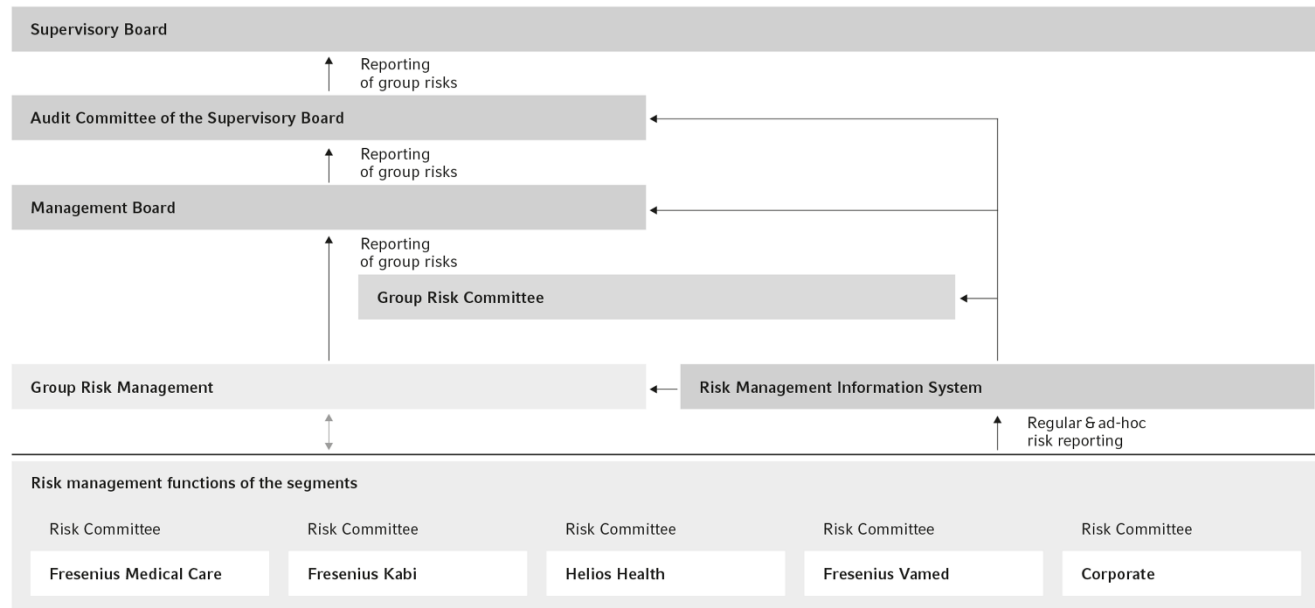 Supervisory Board
Reporting
of group risks
Audit Committee of the Supervisory Board
Reporting
of group risks
Management Board
Reporting
of group risks
Group Risk Committee
Group Risk Management
Risk Management Information System
Regular & ad-hoc
risk reporting
Risk management functions of the segments
Risk Committee
Fresenius Medical Care
Risk Committee
Fresenius Kabi
Risk Committee
Helios Health
Risk Committee
Fresenius Vamed
Risk Committee
Corporate